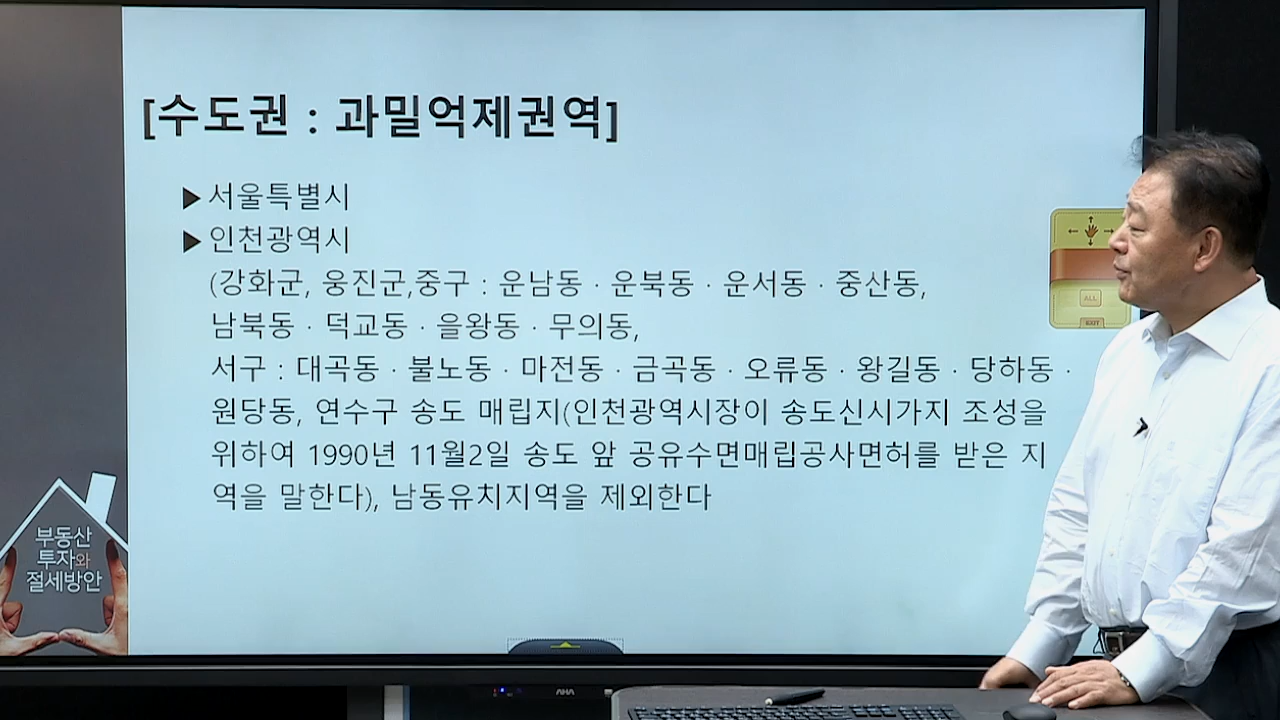 [수도권 : 과밀억제권역]
▶서울특별시
▶인천광역시
(강화군, 웅진군,중구 : 운남동 · 운북동 · 운서동 · 중산동,
남북동 · 덕교동 · 을왕동 · 무의동,
서구 : 대곡동 · 불노동 · 마전동 · 금곡동 · 오류동 · 왕길동 · 당하동 ·
원당동, 연수구 송도 매립지(인천광역시장이 송도신시가지 조성을
위하여 1990년 11월2일 송도 앞 공유수면매립공사면허를 받은 지
역을 말한다), 남동유치지역을 제외한다
ALL
EXIT
부동산
투자와
절세방안
AHA